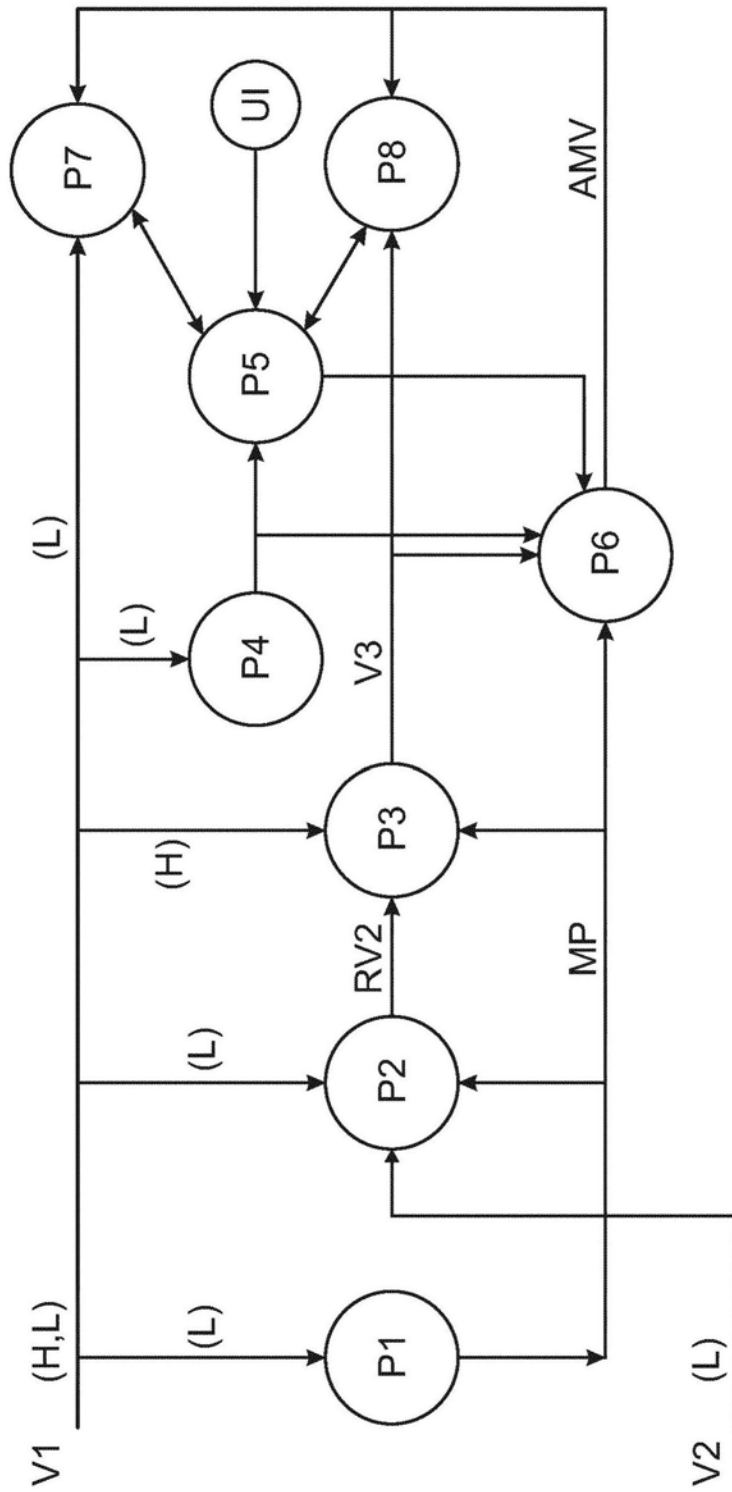 V1
(H,L)
(L)
(L)
(H)
(L)
(L)
P7
UI
P4
P5
P1
P2
RV2
P3
V3
P8
MP
P6
AMV
V2
(L)